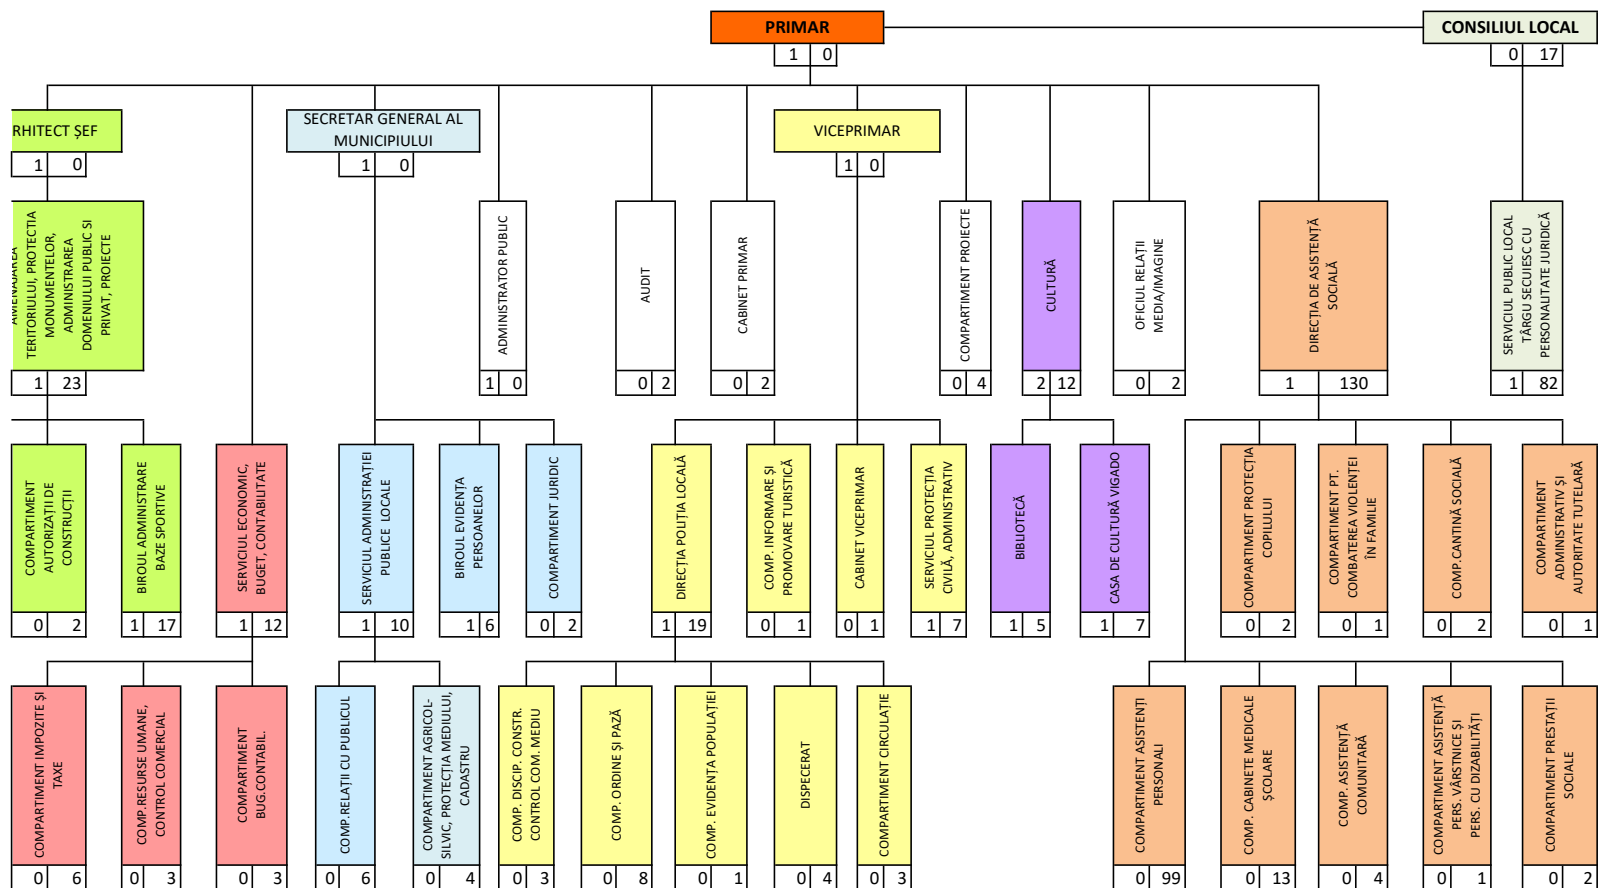 PRIMAR
CONSILIUL LOCAL
1 0
0 17
RHITECT ȘEF
1 0
SECRETAR GENERAL AL
MUNICIPIULUI
1 0
VICEPRIMAR
1 0
AMENAJAREA
TERITORIULUI, PROTECTIA
MONUMENTELOR,
ADMINISTRAREA
DOMENIULUI PUBLIC SI
PRIVAT, PROIECTE
1 23
ADMINISTRATOR PUBLIC
1 0
AUDIT
0 2
CABINET PRIMAR
0 2
COMPARTIMENT PROIECTE
0 4
CULTURĂ
2 12
OFICIUL RELAȚII
MEDIA/IMAGINE
0 2
DIRECȚIA DE ASISTENȚĂ
SOCIALĂ
1 130
SERVICIUL PUBLIC LOCAL
TÂRGU SECUIESC CU
PERSONALITATE JURIDICĂ
1 82
COMPARTIMENT
AUTORIZAȚII DE
CONSTRUCȚII
0 2
BIROUL ADMINISTRARE
BAZE SPORTIVE
1 17
SERVICIUL ECONOMIC,
BUGET, CONTABILITATE
1 12
SERVICIUL ADMINISTRAȚIEI
PUBLICE LOCALE
1 10
BIROUL EVIDENȚA
PERSOANELOR
1 6
COMPARTIMENT JURIDIC
0 2
DIRECȚIA POLIȚIA LOCALĂ
1 19
COMP. INFORMARE ȘI
PROMOVARE TURISTICĂ
0 1
CABINET VICEPRIMAR
0 1
SERVICIUL PROTECȚIA
CIVILĂ, ADMINISTRATIV
1 7
BIBLIOTECĂ
1 5
CASA DE CULTURĂ VIGADO
1 7
COMPARTIMENT PROTECȚIA
COPILULUI
0 2
COMPARTIMENT PT.
COMBATEREA VIOLENȚEI
ÎN FAMILIE
0 1
COMP.CANTINĂ SOCIALĂ
0 2
COMPARTIMENT
ADMINISTRATIV ȘI
AUTORITATE TUTELARĂ
0 1
COMPARTIMENT IMPOZITE ȘI
TAXE
0 6
COMP.RESURSE UMANE,
CONTROL COMERCIAL
0 3
COMPARTIMENT
BUG.CONTABIL.
0 3
COMP.RELAȚII CU PUBLICUL
0 6
COMPARTIMENT AGRICOL-
SILVIC, PROTECȚIA MEDIULUI,
CADASTRU
0 4
COMP. DISCIP. CONSTR.
CONTROL COM. MEDIU
0 3
COMP. ORDINE ȘI PAZĂ
0 8
COMP. EVIDENȚA POPULAȚIEI
0 1
DISPECERAT
0 4
COMPARTIMENT CIRCULAȚIE
0 3
COMPARTIMENT ASISTENȚI
PERSONALI
0 99
COMP. CABINETE MEDICALE
ȘCOLARE
0 13
COMP. ASISTENȚĂ
COMUNITARĂ
0 4
COMPARTIMENT ASISTENȚĂ
PERS. VÂRSTNICE ȘI
PERS. CU DIZABILITĂȚI
0 1
COMPARTIMENT PRESTAȚII
SOCIALE
0 2